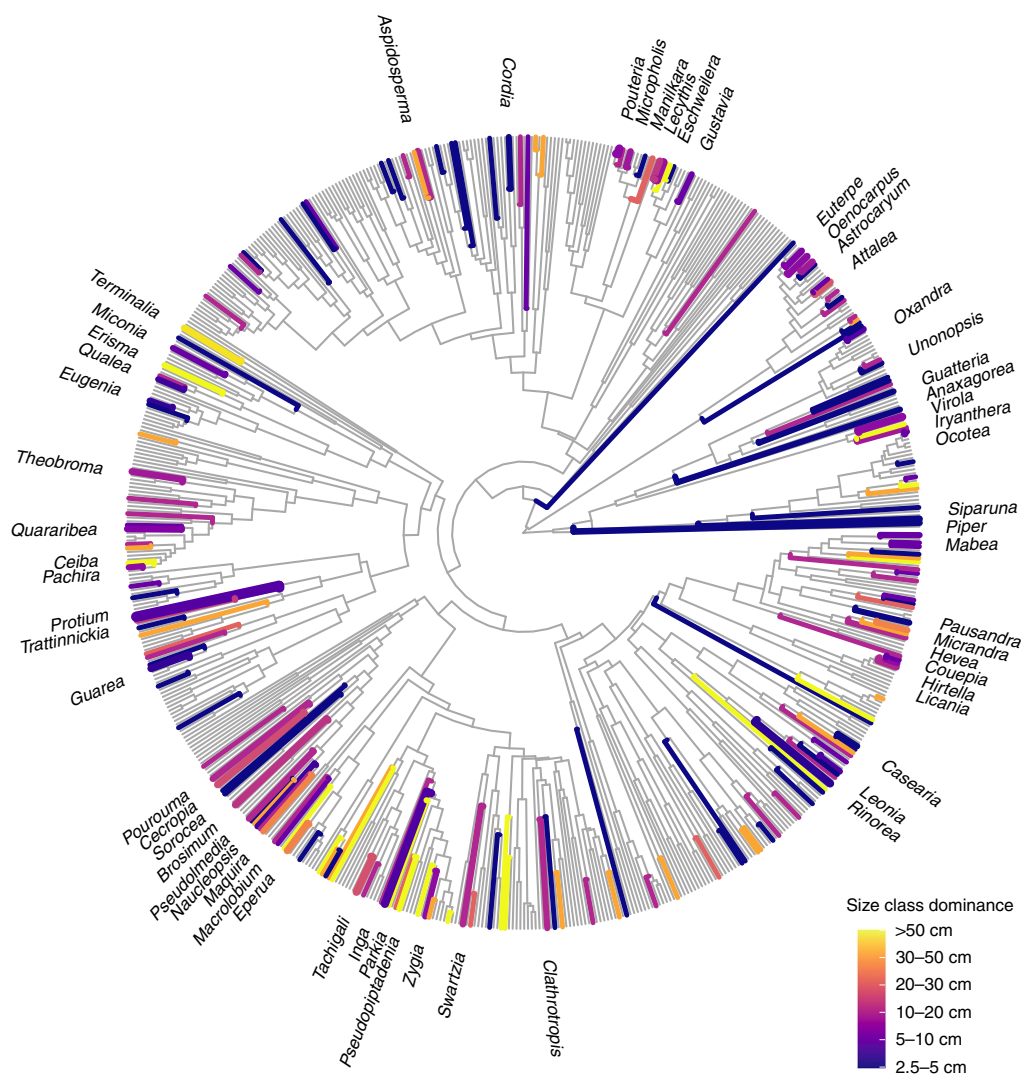 Aspidosperma
Cordia
Pouteria
Micropholis
Manilkara
Lecythis
Eschweilera
Gustavia
Euterpe
Oenocarpus
Astrocaryum
Attalea
Oxandra
Unonopsis
Guatteria
Anaxagorea
Virola
Iryanthera
Ocotea
Siparuna
Piper
Mabea
Pausandra
Micrandra
Hevea
Couepia
Hirtella
Licania
Casearia
Leonia
Rinorea
Clathrotropis
Swartzia
Zygia
Pseudopiptadenia
Parkia
Inga
Tachigali
Eperua
Macrolobium
Maquira
Naucleopsis
Pseudolmedia
Brosimum
Sorocea
Cecropia
Pourouma
Guarea
Trattinnickia
Protium
Pachira
Ceiba
Quararibea
Theobroma
Eugenia
Qualea
Erisma
Miconia
Terminalia
Size class dominance
>50 cm
30–50 cm
20–30 cm
10–20 cm
5–10 cm
2.5–5 cm